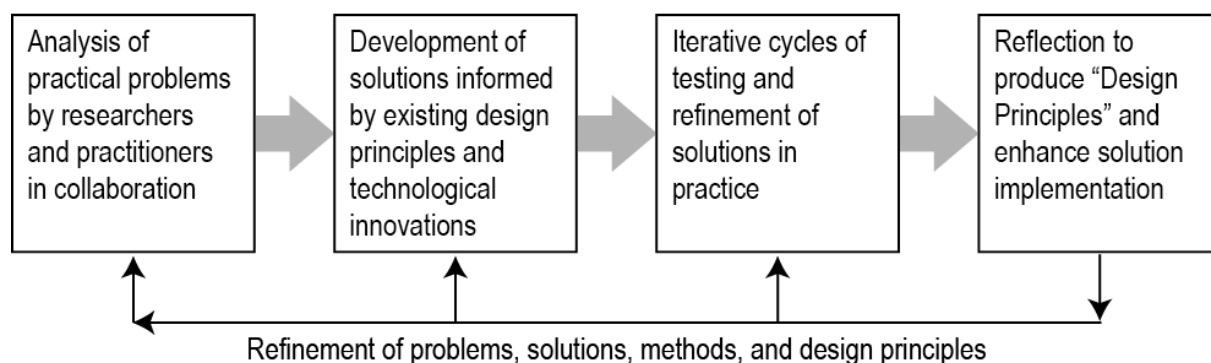 Analysis of
practical problems
by researchers
and practitioners
in collaboration
Development of
solutions informed
by existing design
principles and
technological
innovations
Iterative cycles of
testing and
refinement of
solutions in
practice
Reflection to
produce “Design
Principles” and
enhance solution
implementation
Refinement of problems, solutions, methods, and design principles